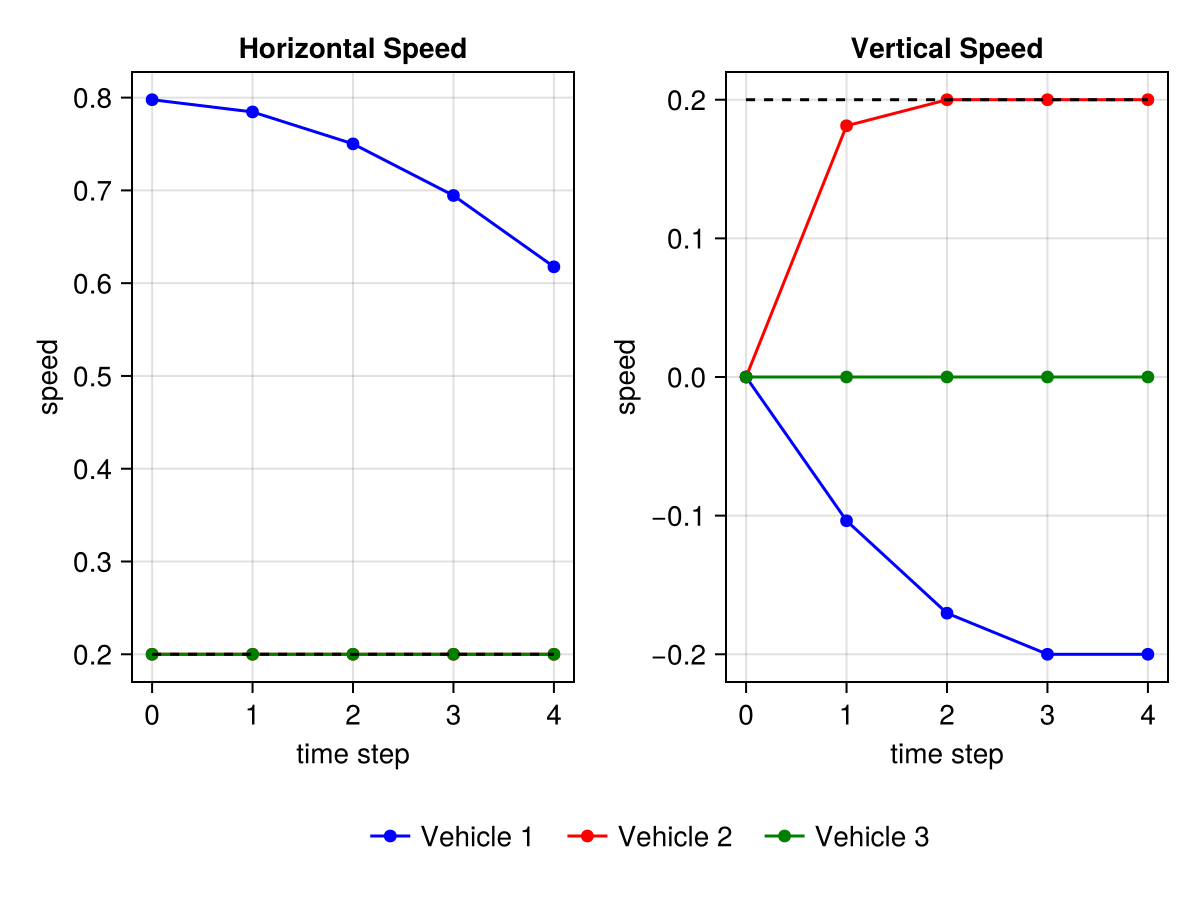 Horizontal Speed
0.8
0.7
0.6
0.5
0.4
0.3
0.2
speed
0 1 2 3 4
time step
Vertical Speed
0.2
0.1
0.0
−0.1
−0.2
speed
0 1 2 3 4
time step
Vehicle 1 Vehicle 2 Vehicle 3